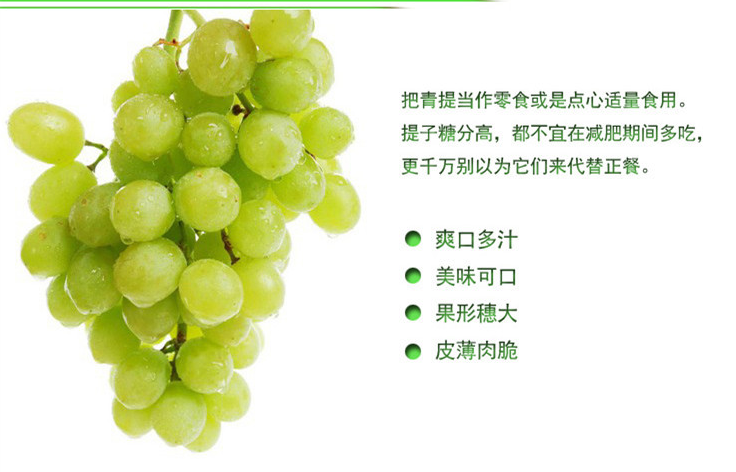 把青提当作零食或是点心适量食用。
提子糖分高，都不宜在减肥期间多吃，
更千万别以为它们来代替正餐。
爽口多汁
美味可口
果形穗大
皮薄肉脆